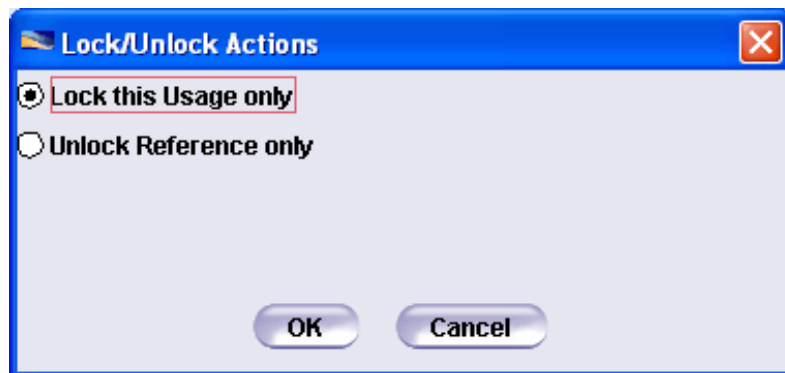 Lock/Unlock Actions
Lock this Usage only
Unlock Reference only
OK Cancel